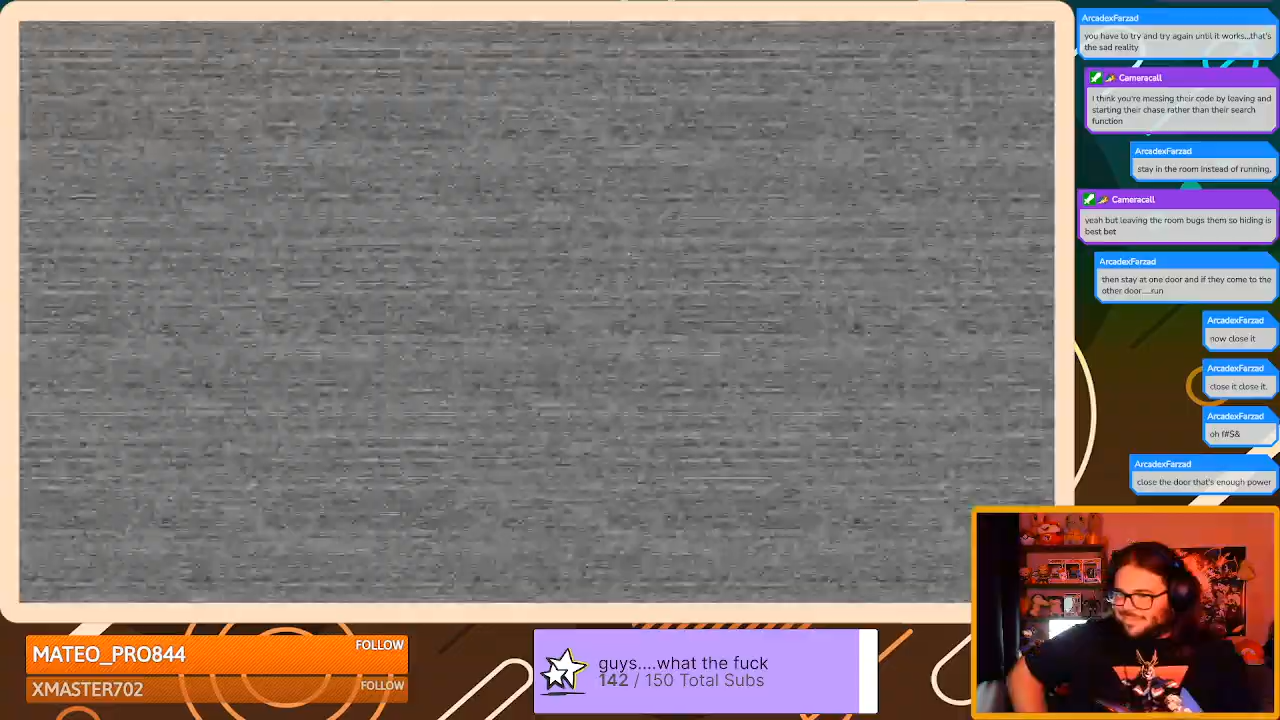 ArcadexFarzad
you have to try and try again until it works...that's
the sad reality
Cameracall
I think you're messing their code by leaving and
starting their chase rather than their search
function
ArcadexFarzad
stay in the room instead of running.
Cameracall
yeah but leaving the room bugs them so hiding is
best bet
ArcadexFarzad
then stay at one door and if they come to the
other door....run
ArcadexFarzad
now close it
ArcadexFarzad
close it close it.
ArcadexFarzad
oh f#$&
ArcadexFarzad
close the door that's enough power
MATEO_PRO844
FOLLOW
XMASTER702
FOLLOW
guys....what the fuck
142 / 150 Total Subs